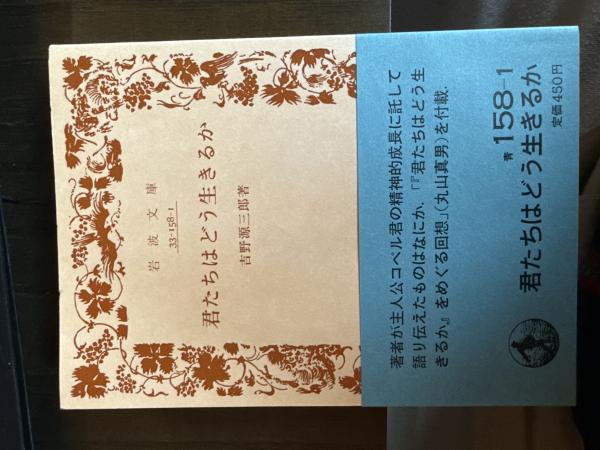 岩波文庫
33-158-1
君たちはどう生きるか
吉野源三郎著
著者が主人公コペル君の精神的成長に託して
語り伝えたものはなにか、「『君たちはどう生
きるか』をめぐる回想」(丸山真男)を付載.
青 158-1
君たちはどう生きるか
定価450円